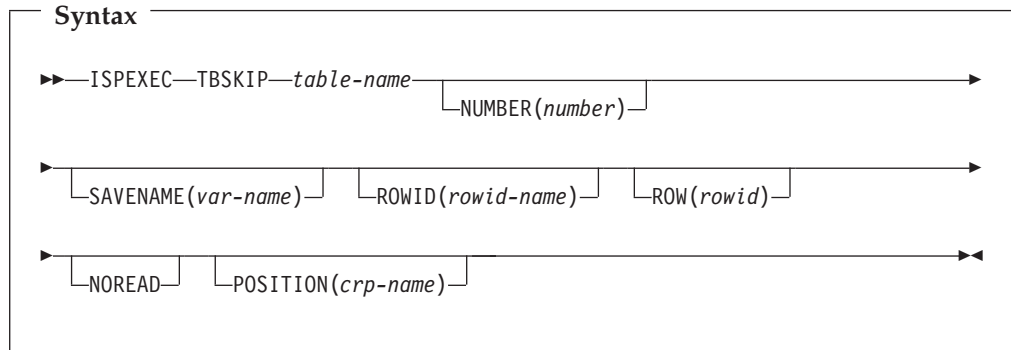 Syntax
ISPEXEC TBSKIP table-name
NUMBER(number)
SAVENAME(var-name) ROWID(rowid-name) ROW(rowid)
NOREAD POSITION(crp-name)